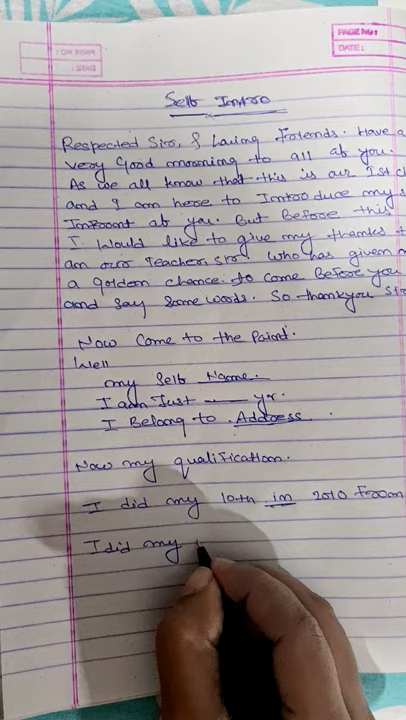 PAGE NO:
DATE:
Self Intro
Respected Sir, & Loving Friends. Have a
very Good morning to all of you.
As we all know that this is our 1st cl
and I am here to Introduce my s
Infront of you. But Before this
I would like to give my thanks t
an our Teacher sir who has given m
a golden chance to come Before you
and say some words. So thankyou Sir
Now Come to the Point.
Well
my Self Name.
I am Just ____ yr.
I Belong to Address.
Now my qualification.
I did my 10th in 2010 From
I did my